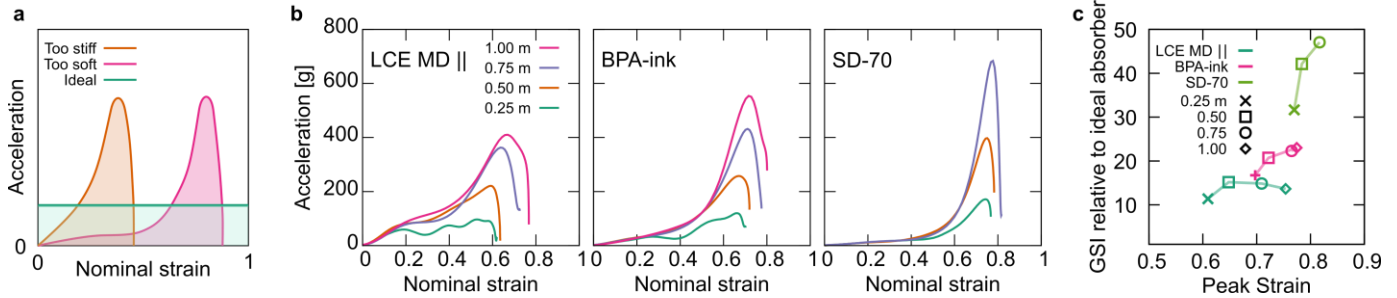 a
Too stiff
Too soft
Ideal
Acceleration
0
0
1
Nominal strain
b
Acceleration [g]
800
600
400
200
0
LCE MD ||
1.00 m
0.75 m
0.50 m
0.25 m
0 0.2 0.4 0.6 0.8 1
Nominal strain
BPA-ink
0 0.2 0.4 0.6 0.8 1
Nominal strain
SD-70
0 0.2 0.4 0.6 0.8 1
Nominal strain
c
GSI relative to ideal absorber
50
40
30
20
10
LCE MD ||
BPA-ink
SD-70
0.25 m
0.50
0.75
1.00
0.5 0.6 0.7 0.8 0.9
Peak Strain